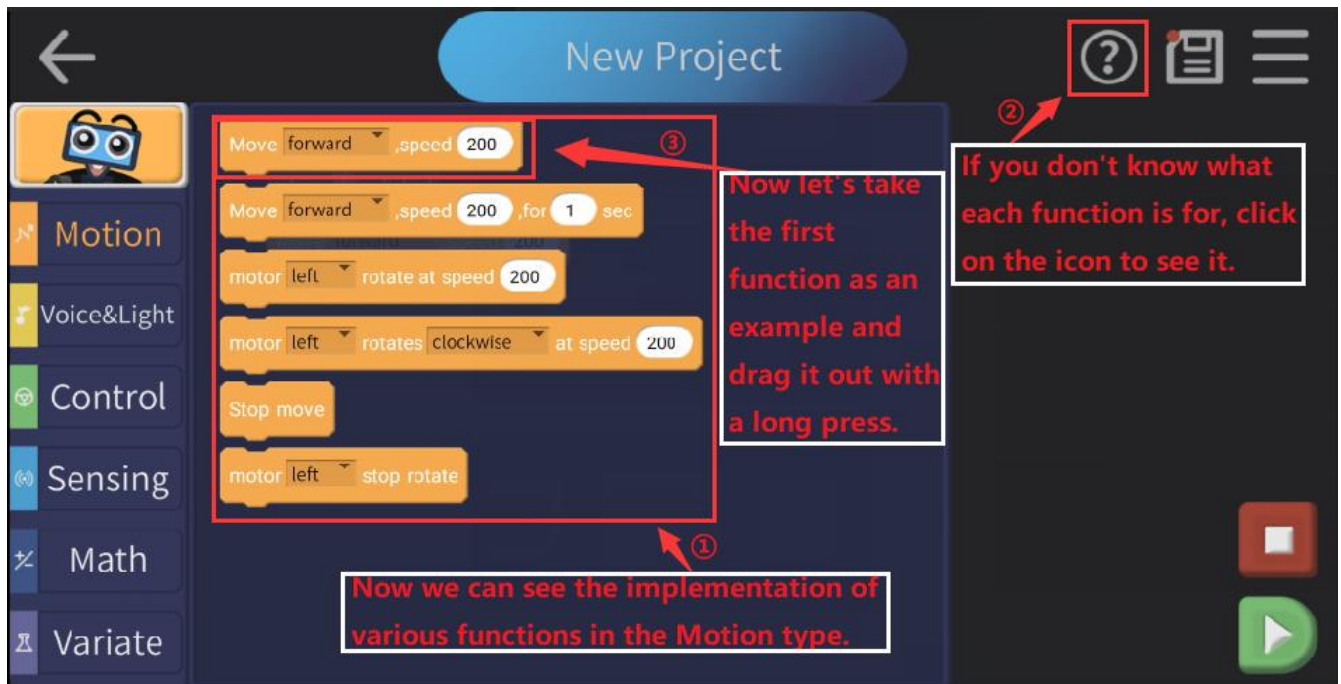 New Project
②
③
Move forward ,speed 200
If you don't know what
each function is for, click
on the icon to see it.
Now let's take
the first
function as an
example and
drag it out with
a long press.
Move forward ,speed 200 ,for 1 sec
motor left rotate at speed 200
motor left rotates clockwise at speed 200
Stop move
motor left stop rotate
Motion
Voice&Light
Control
Sensing
Math
Variate
①
Now we can see the implementation of
various functions in the Motion type.